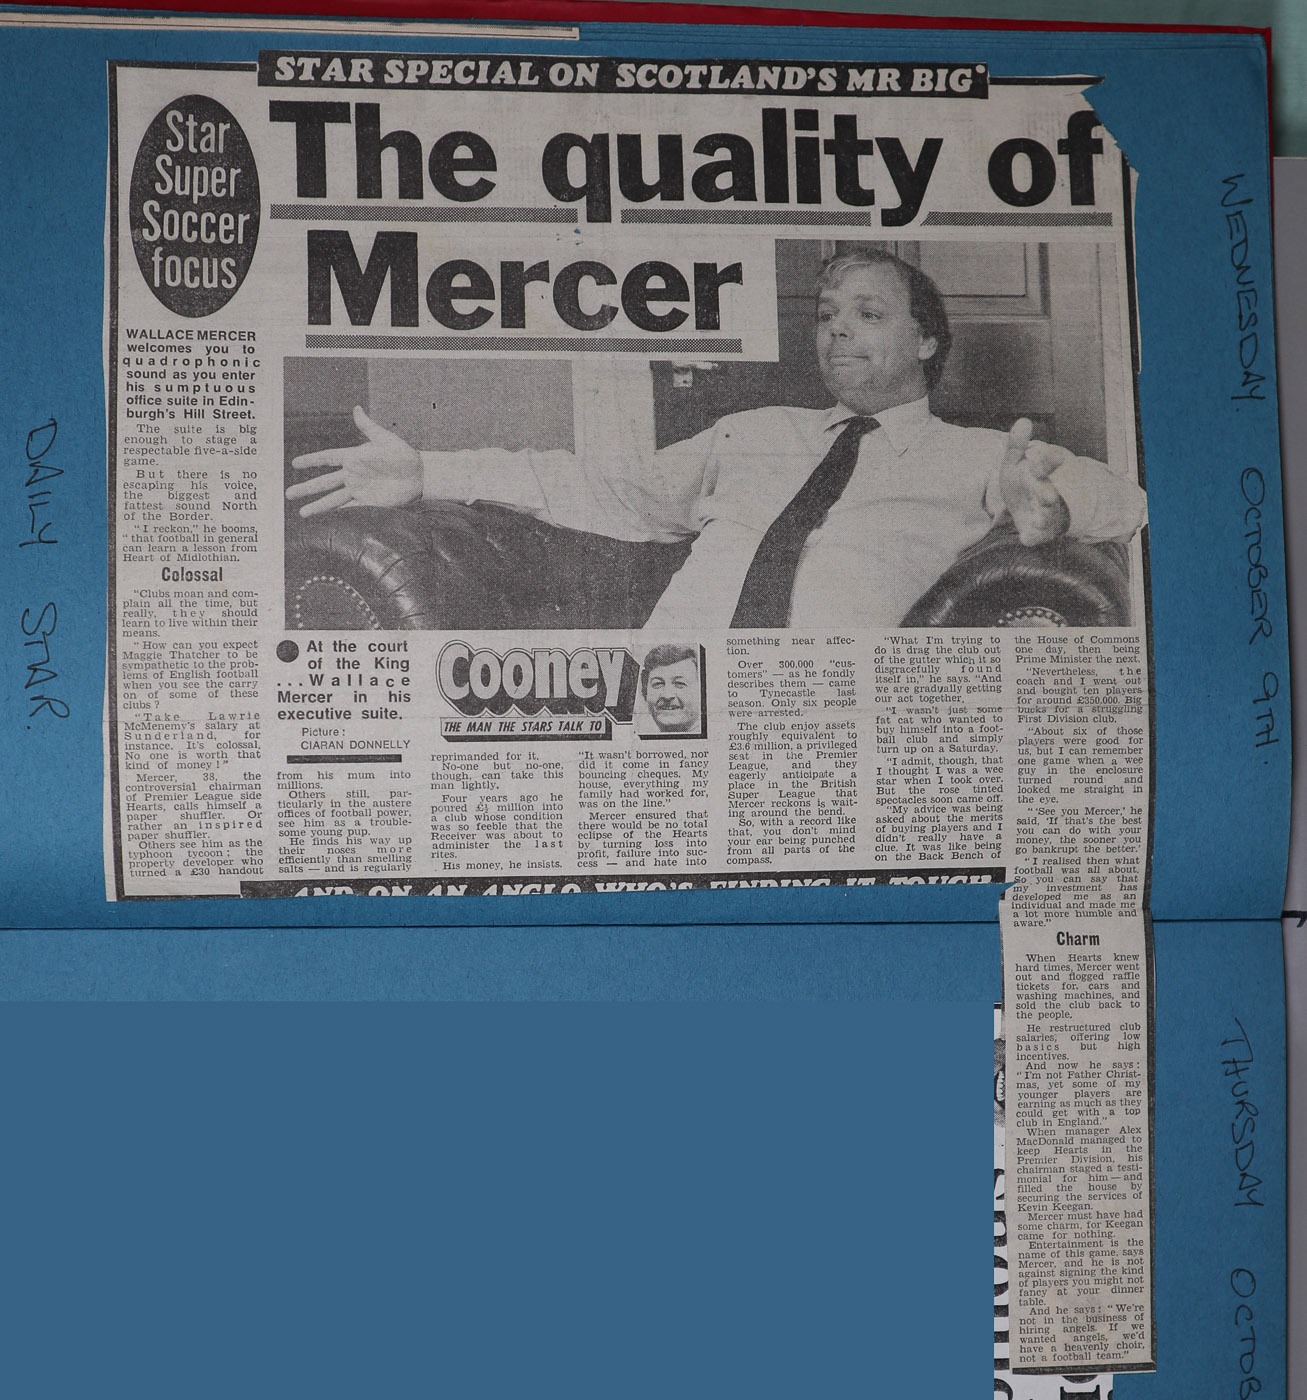 STAR SPECIAL ON SCOTLAND'S MR BIG
Star
Super
Soccer
focus
The quality of
Mercer
WALLACE MERCER
welcomes you to
quadrophonic
sound as you enter
his sumptuous
office suite in Edin-
burgh's Hill Street.
The suite is big
enough to stage a
respectable five-a-side
game.
But there is no
escaping his voice,
the biggest and
fattest sound North
of the Border.
"I reckon," he booms,
"that football in general
can learn a lesson from
Heart of Midlothian.
Colossal
"Clubs moan and com-
plain all the time, but
really, they should
learn to live within their
means.
"How can you expect
Maggie Thatcher to be
sympathetic to the prob-
lems of English football
when you see the carry
on of some of these
clubs?
"Take Lawrie
McMenemy's salary at
Sunderland, for
instance. It's colossal.
No one is worth that
kind of money!"
Mercer, 38, the
controversial chairman
of Premier League side
Hearts, calls himself a
paper shuffler. Or
rather an inspired
paper shuffler.
Others see him as the
typhoon tycoon: the
property developer who
turned a £30 handout
At the court
of the King
...Wallace
Mercer in his
executive suite.
Picture:
CIARAN DONNELLY
from his mum into
millions.
Others still, par-
ticularly in the austere
offices of football power,
see him as a trouble-
some young pup.
He finds his way up
their noses more
efficiently than smelling
salts — and is regularly
Cooney
THE MAN THE STARS TALK TO
reprimanded for it.
No-one but no-one,
though, can take this
man lightly.
Four years ago he
poured £½ million into
a club whose condition
was so feeble that the
Receiver was about to
administer the last
rites.
His money, he insists.
"It wasn't borrowed, nor
did it come in fancy
bouncing cheques. My
house, everything my
family had worked for,
was on the line."
Mercer ensured that
there would be no total
eclipse of the Hearts
by turning loss into
profit, failure into suc-
cess — and hate into
something near affec-
tion.
Over 300,000 "cus-
tomers" — as he fondly
describes them — came
to Tynecastle last
season. Only six people
were arrested.
The club enjoy assets
roughly equivalent to
£3.6 million, a privileged
seat in the Premier
League, and they
eagerly anticipate a
place in the British
Super League that
Mercer reckons is wait-
ing around the bend.
So, with a record like
that, you don't mind
your ear being punched
from all parts of the
compass.
"What I'm trying to
do is drag the club out
of the gutter which it so
disgracefully found
itself in," he says. "And
we are gradually getting
our act together.
"I wasn't just some
fat cat who wanted to
buy himself into a foot-
ball club and simply
turn up on a Saturday.
"I admit, though, that
I thought I was a wee
star when I took over.
But the rose tinted
spectacles soon came off.
"My advice was being
asked about the merits
of buying players and I
didn't really have a
clue. It was like being
on the Back Bench of
the House of Commons
one day, then being
Prime Minister the next.
"Nevertheless, the
coach and I went out
and bought ten players
for around £350,000. Big
bucks for a struggling
First Division club.
"About six of those
players were good for
us, but I can remember
one game when a wee
guy in the enclosure
turned round and
looked me straight in
the eye.
"'See you Mercer,' he
said, 'If that's the best
you can do with your
money, the sooner you
go bankrupt the better.'
"I realised then what
football was all about.
So you can say that
my investment has
developed me as an
individual and made me
a lot more humble and
aware."
Charm
When Hearts knew
hard times, Mercer went
out and flogged raffle
tickets for cars and
washing machines, and
sold the club back to
the people.
He restructured club
salaries, offering low
basics but high
incentives.
And now he says:
"I'm not Father Christ-
mas, yet some of my
younger players are
earning as much as they
could get with a top
club in England."
When manager Alex
MacDonald managed to
keep Hearts in the
Premier Division, his
chairman staged a testi-
monial for him — and
filled the house by
securing the services of
Kevin Keegan.
Mercer must have had
some charm, for Keegan
came for nothing.
Entertainment is the
name of this game, says
Mercer, and he is not
against signing the kind
of players you might not
fancy at your dinner
table.
And he says: "We're
not in the business of
hiring angels. If we
wanted angels, we'd
have a heavenly choir,
not a football team."
AND ON AN ANGLO WHO'S FINDING IT TOUGH
DAILY STAR.
WEDNESDAY. OCTOBER 9TH.
THURSDAY OCTOB